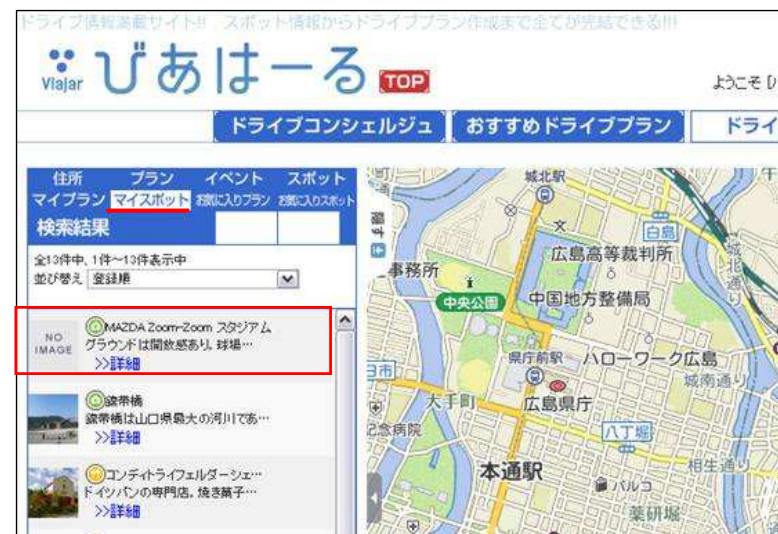 ドライブ情報満載サイト!!．スポット情報からドライブプラン作成まで全てが完結できる!!!
Viajar びあはーる TOP
ようこそ
ドライブコンシェルジュ おすすめドライブプラン ドライ
住所 プラン イベント スポット
マイプラン マイスポット お気に入りプラン お気に入りスポット
検索結果
全13件中、1件～13件表示中
並び替え 登録順
NO IMAGE
MAZDA Zoom-Zoom スタジアム
グラウンドは開放感あり、球場…
>>詳細
錦帯橋
錦帯橋は山口県最大の河川であ…
>>詳細
コンディトライフェルダーシェ…
ドイツパンの専門店。焼き菓子…
>>詳細
隠す
城北駅
白島
広島高等裁判所
城北通り
事務所
中央公園
中国地方整備局
県庁前駅
ハローワーク広島
城南通り
日市
大手町
広島県庁
記念病院
八丁堀
本通駅
相生通り
パルコ
薬研堀